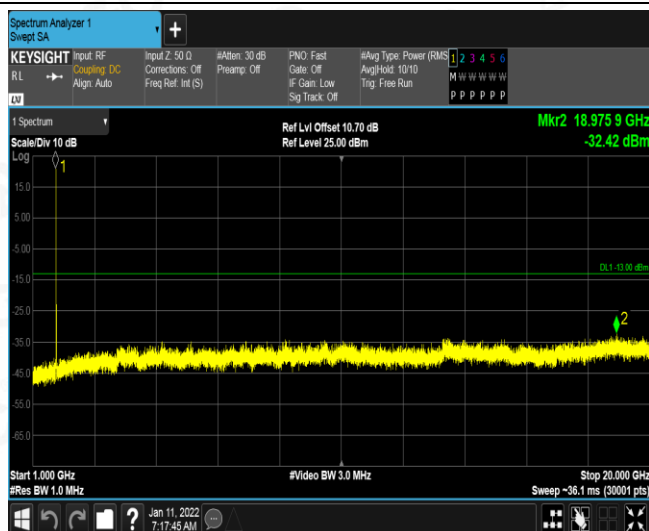 Spectrum Analyzer 1
Swept SA
+
KEYSIGHT
RL
LXI
Input: RF
Coupling: DC
Align: Auto
Input Z: 50 Ω
Corrections: Off
Freq Ref: Int (S)
#Atten: 30 dB
Preamp: Off
PNO: Fast
Gate: Off
IF Gain: Low
Sig Track: Off
#Avg Type: Power (RMS
Avg|Hold: 10/10
Trig: Free Run
1 2 3 4 5 6
M W W W W W
P P P P P P
1 Spectrum
Scale/Div 10 dB
Log
Ref Lvl Offset 10.70 dB
Ref Level 25.00 dBm
Mkr2 18.975 9 GHz
-32.42 dBm
1
15.0
5.00
-5.00
DL1 -13.00 dBm
-15.0
-25.0
2
-35.0
-45.0
-55.0
-65.0
Start 1.000 GHz
#Res BW 1.0 MHz
#Video BW 3.0 MHz
Stop 20.000 GHz
Sweep ~36.1 ms (30001 pts)
?
Jan 11, 2022
7:17:45 AM